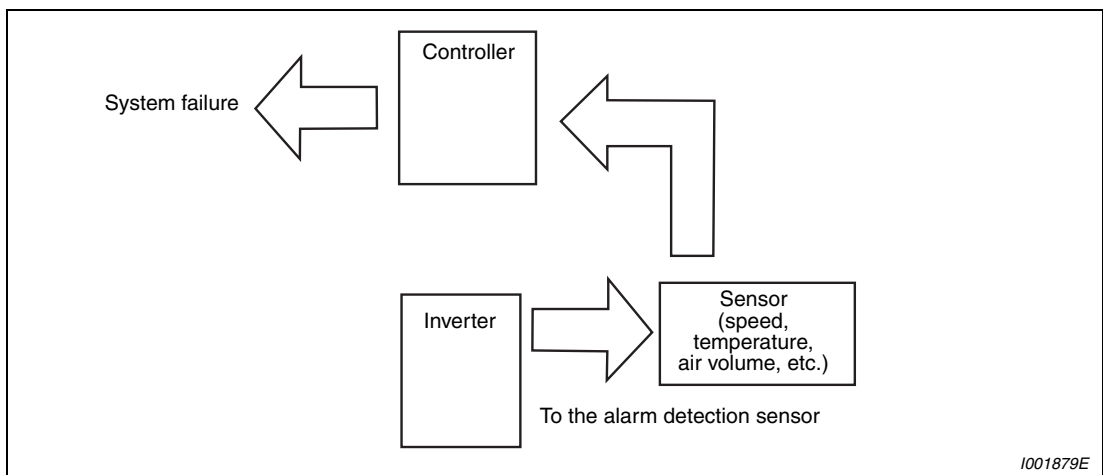 Controller
System failure
Inverter
Sensor
(speed,
temperature,
air volume, etc.)
To the alarm detection sensor
I001879E